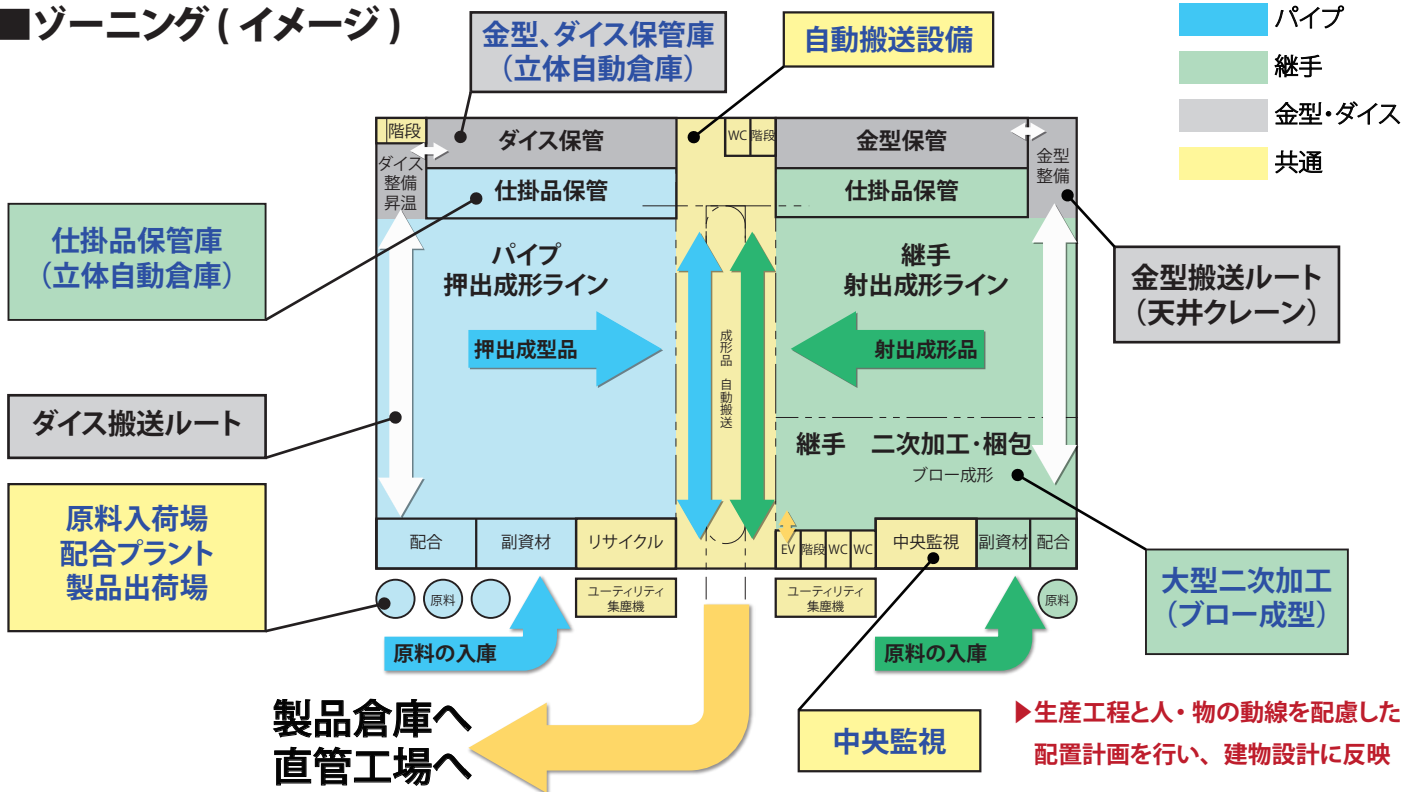 ■ゾーニング ( イメージ )
パイプ
継手
金型・ダイス
共通
金型、ダイス保管庫
（立体自動倉庫）
自動搬送設備
階段
ダイス保管
WC
階段
金型保管
ダイス
整備
昇温
金型
整備
仕掛品保管
仕掛品保管
仕掛品保管庫
（立体自動倉庫）
パイプ
押出成形ライン
継手
射出成形ライン
金型搬送ルート
（天井クレーン）
押出成型品
成形品 自動搬送
射出成形品
ダイス搬送ルート
継手 二次加工・梱包
ブロー成形
原料入荷場
配合プラント
製品出荷場
配合
副資材
リサイクル
EV
階段
WC
WC
中央監視
副資材
配合
原料
ユーティリティ
集塵機
ユーティリティ
集塵機
原料
大型二次加工
（ブロー成型）
原料の入庫
原料の入庫
製品倉庫へ
直管工場へ
中央監視
▶生産工程と人・物の動線を配慮した
配置計画を行い、建物設計に反映